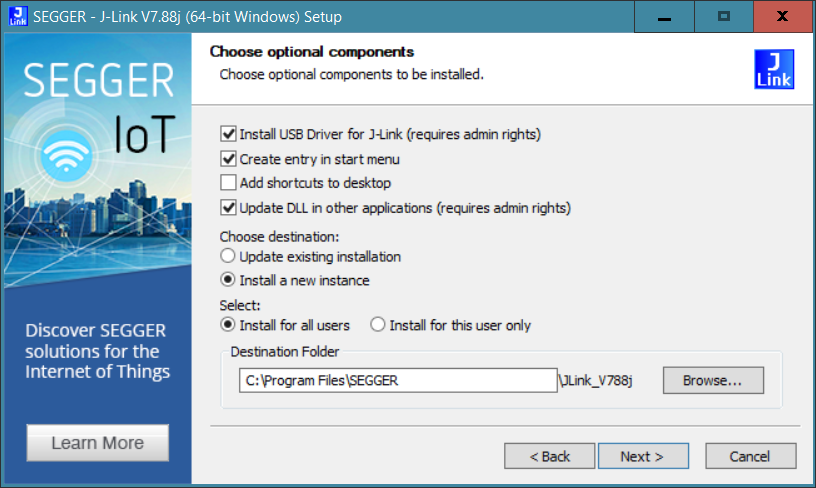 J Link SEGGER - J-Link V7.88j (64-bit Windows) Setup
SEGGER
IoT
Discover SEGGER
solutions for the
Internet of Things
Learn More
Choose optional components
Choose optional components to be installed.
J
Link
Install USB Driver for J-Link (requires admin rights)
Create entry in start menu
Add shortcuts to desktop
Update DLL in other applications (requires admin rights)
Choose destination:
Update existing installation
Install a new instance
Select:
Install for all users Install for this user only
Destination Folder
C:\Program Files\SEGGER \JLink_V788j Browse...
< Back Next > Cancel